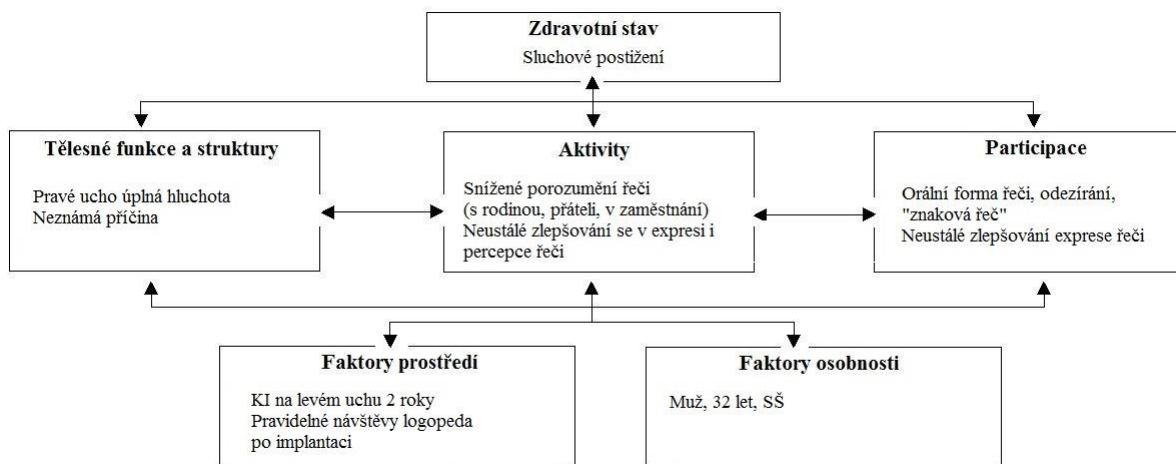 Zdravotní stav
Sluchové postižení
Tělesné funkce a struktury
Pravé ucho úplná hluchota
Neznámá příčina
Aktivity
Snížené porozumění řeči
(s rodinou, přáteli, v zaměstnání)
Neustálé zlepšování se v expresi i
percepce řeči
Participace
Orální forma řeči, odezírání,
"znaková řeč"
Neustálé zlepšování exprese řeči
Faktory prostředí
KI na levém uchu 2 roky
Pravidelné návštěvy logopeda
po implantaci
Faktory osobnosti
Muž, 32 let, SŠ